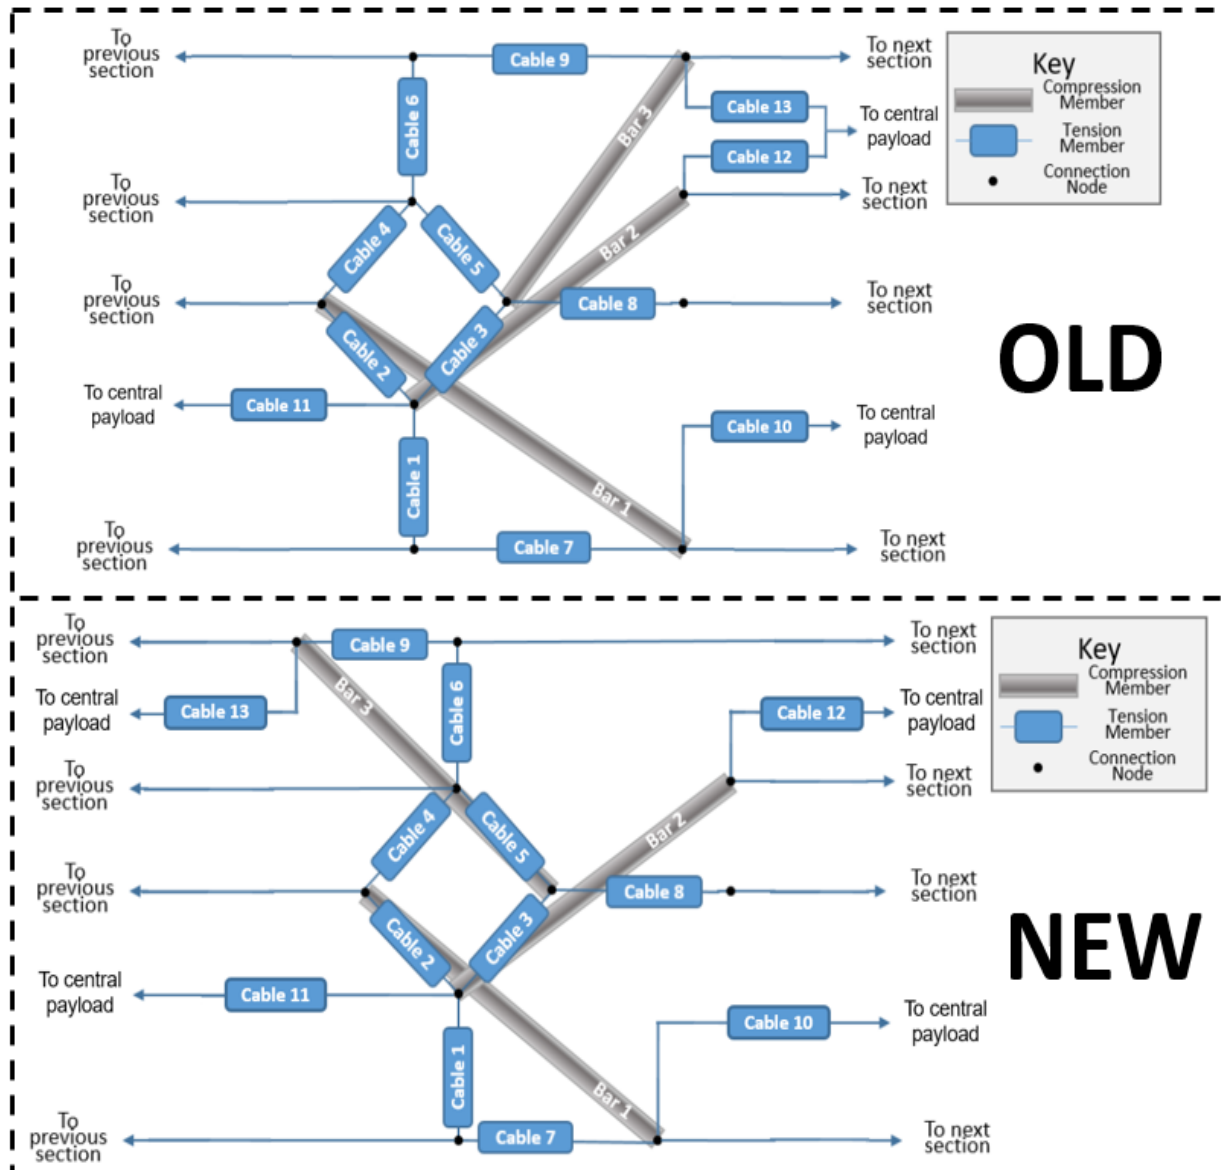 To
previous
section
Cable 9
To next
section
Key
Compression
Member
Tension
Member
Connection
Node
Cable 6
Bar 3
Cable 13
Cable 12
To central
payload
To
previous
section
To next
section
Cable 4
Cable 5
Bar 2
To
previous
section
Cable 8
To next
section
OLD
Cable 2
Cable 3
To central
payload
Cable 11
Cable 10
To central
payload
Cable 1
Bar 1
To
previous
section
Cable 7
To next
section
To
previous
section
Cable 9
To next
section
Key
Compression
Member
Tension
Member
Connection
Node
To central
payload
Cable 13
Bar 3
Cable 6
Cable 12
To central
payload
To
previous
section
To next
section
Cable 4
Cable 5
Bar 2
To
previous
section
Cable 8
To next
section
NEW
Cable 2
Cable 3
To central
payload
Cable 11
Cable 10
To central
payload
Cable 1
Bar 1
To
previous
section
Cable 7
To next
section